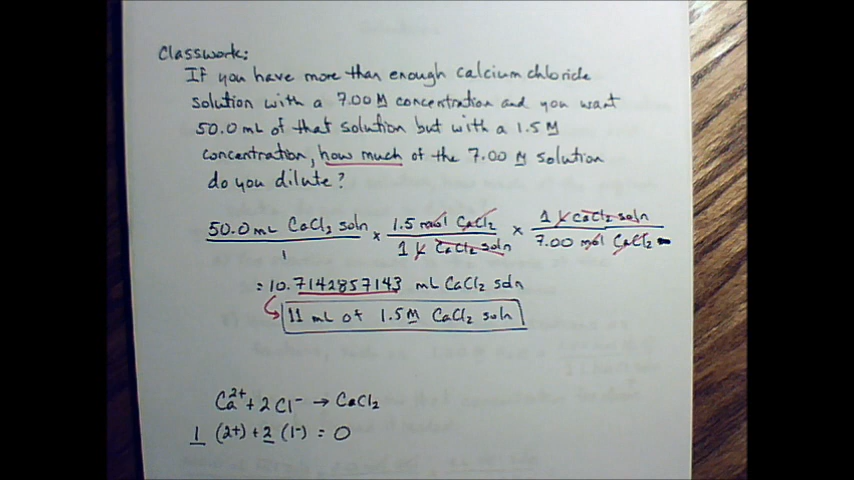 Classwork:
If you have more than enough calcium chloride
solution with a 7.00 M concentration and you want
50.0 mL of that solution but with a 1.5 M
concentration, how much of the 7.00 M solution
do you dilute?
50.0 mL CaCl2 soln / 1 × 1.5 mol CaCl2 / 1 L CaCl2 soln × 1 L CaCl2 soln / 7.00 mol CaCl2
= 10.7142857143 mL CaCl2 soln
11 mL of 1.5 M CaCl2 soln
Ca2+ + 2Cl- → CaCl2
1 (2+) + 2 (1-) = 0